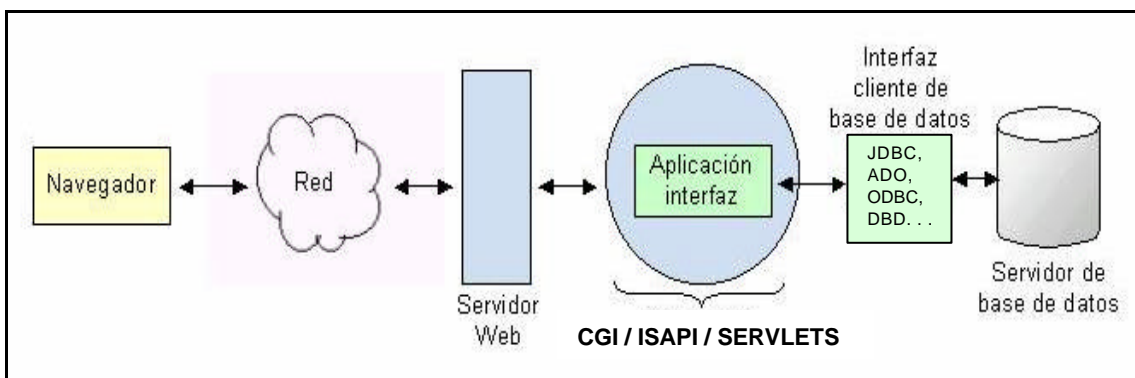 Navegador
Red
Servidor
Web
Aplicación
interfaz
CGI / ISAPI / SERVLETS
Interfaz
cliente de
base de datos
JDBC,
ADO,
ODBC,
DBD. . .
Servidor de
base de datos